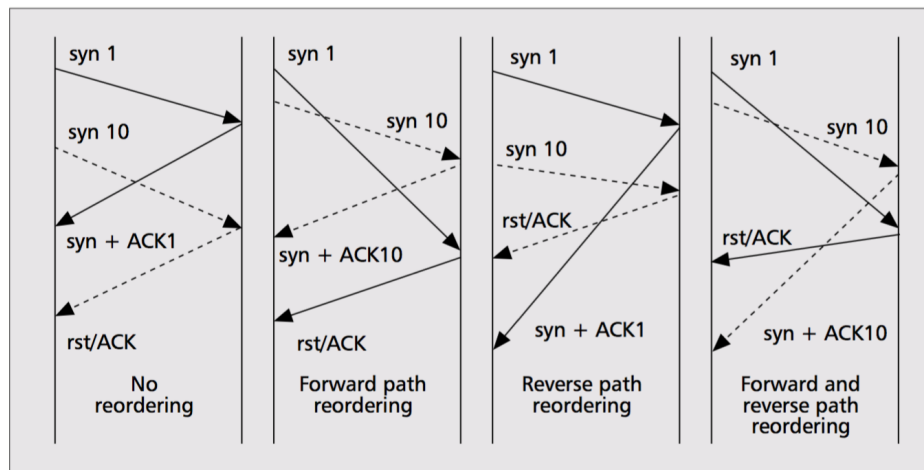 syn 1
syn 10
syn + ACK1
rst/ACK
No
reordering
syn 1
syn 10
syn + ACK10
rst/ACK
Forward path
reordering
syn 1
syn 10
rst/ACK
syn + ACK1
Reverse path
reordering
syn 1
syn 10
rst/ACK
syn + ACK10
Forward and
reverse path
reordering